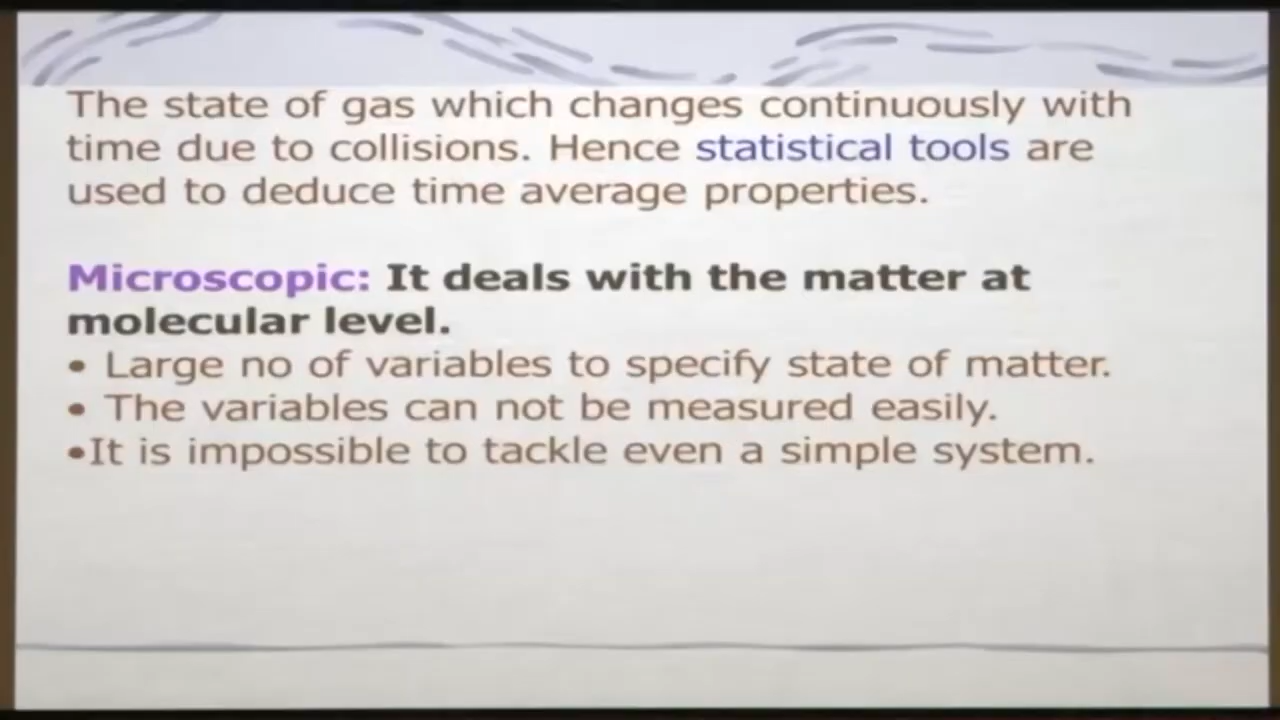 The state of gas which changes continuously with
time due to collisions. Hence statistical tools are
used to deduce time average properties.
Microscopic: It deals with the matter at
molecular level.
• Large no of variables to specify state of matter.
• The variables can not be measured easily.
•It is impossible to tackle even a simple system.